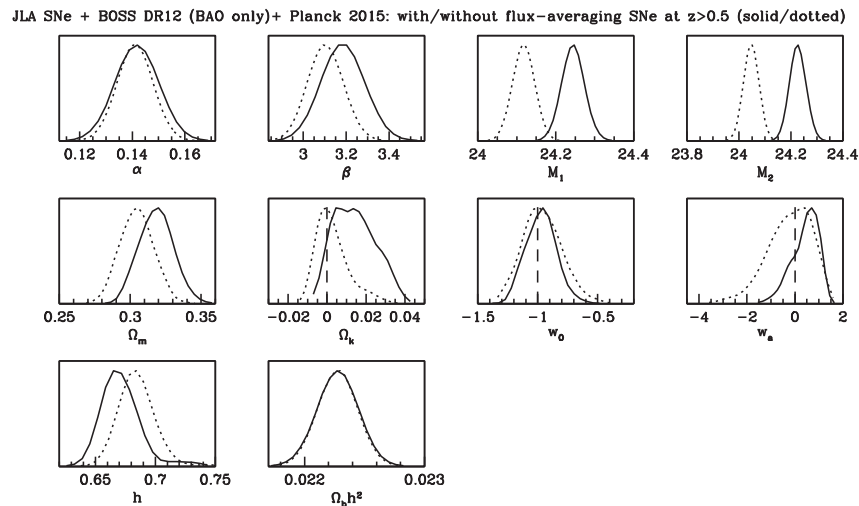 JLA SNe + BOSS DR12 (BAO only)+ Planck 2015: with/without flux-averaging SNe at z>0.5 (solid/dotted)
0.12 0.14 0.16 3 3.2 3.4 24 24.2 24.4 23.8 24 24.2 24.4
α β M₁ M₂
0.25 0.3 0.35 -0.02 0 0.02 0.04 -1.5 -1 -0.5 -4 -2 0 2
Ωₘ Ωₖ w₀ wₐ
0.65 0.7 0.75 0.022 0.023
h Ω_bh²